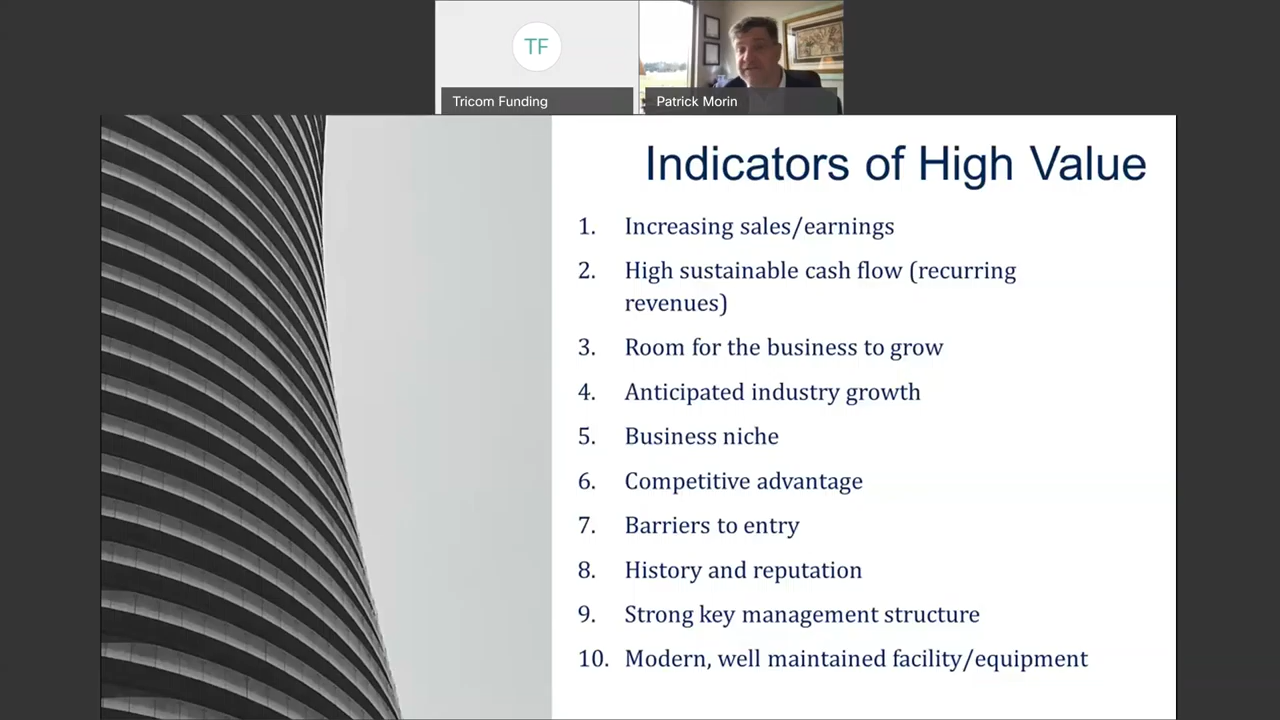 TF
Tricom Funding
Patrick Morin
Indicators of High Value
1. Increasing sales/earnings
2. High sustainable cash flow (recurring
revenues)
3. Room for the business to grow
4. Anticipated industry growth
5. Business niche
6. Competitive advantage
7. Barriers to entry
8. History and reputation
9. Strong key management structure
10. Modern, well maintained facility/equipment